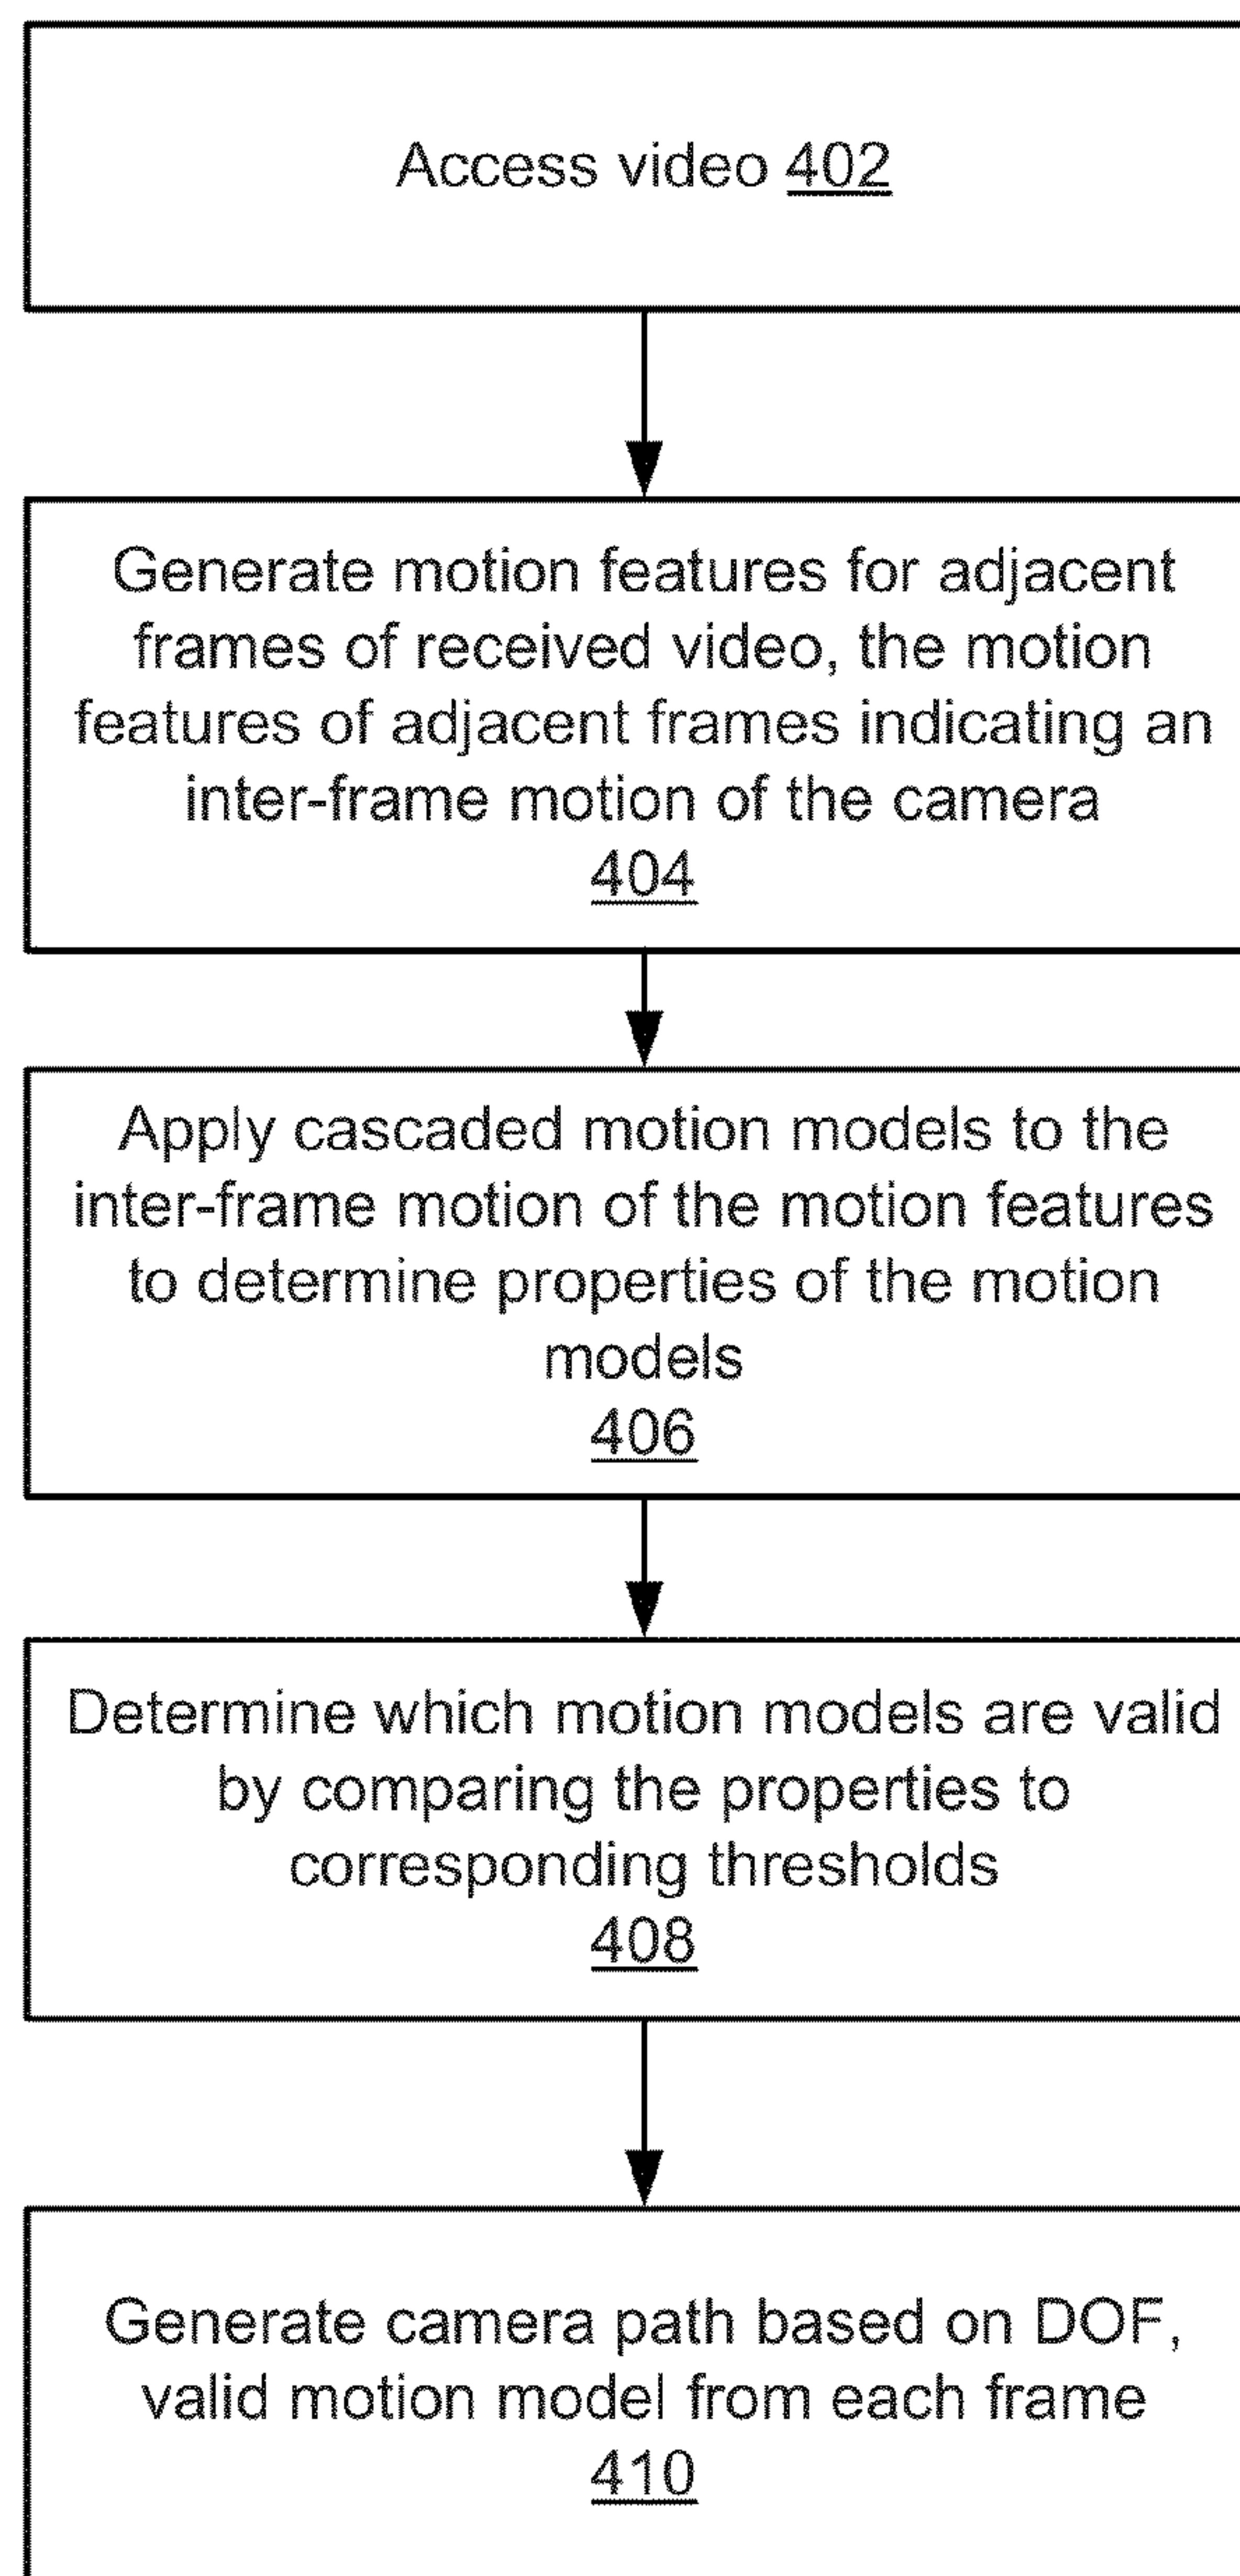 Access video 402
Generate motion features for adjacent
frames of received video, the motion
features of adjacent frames indicating an
inter-frame motion of the camera
404
Apply cascaded motion models to the
inter-frame motion of the motion features
to determine properties of the motion
models
406
Determine which motion models are valid
by comparing the properties to
corresponding thresholds
408
Generate camera path based on DOF,
valid motion model from each frame
410